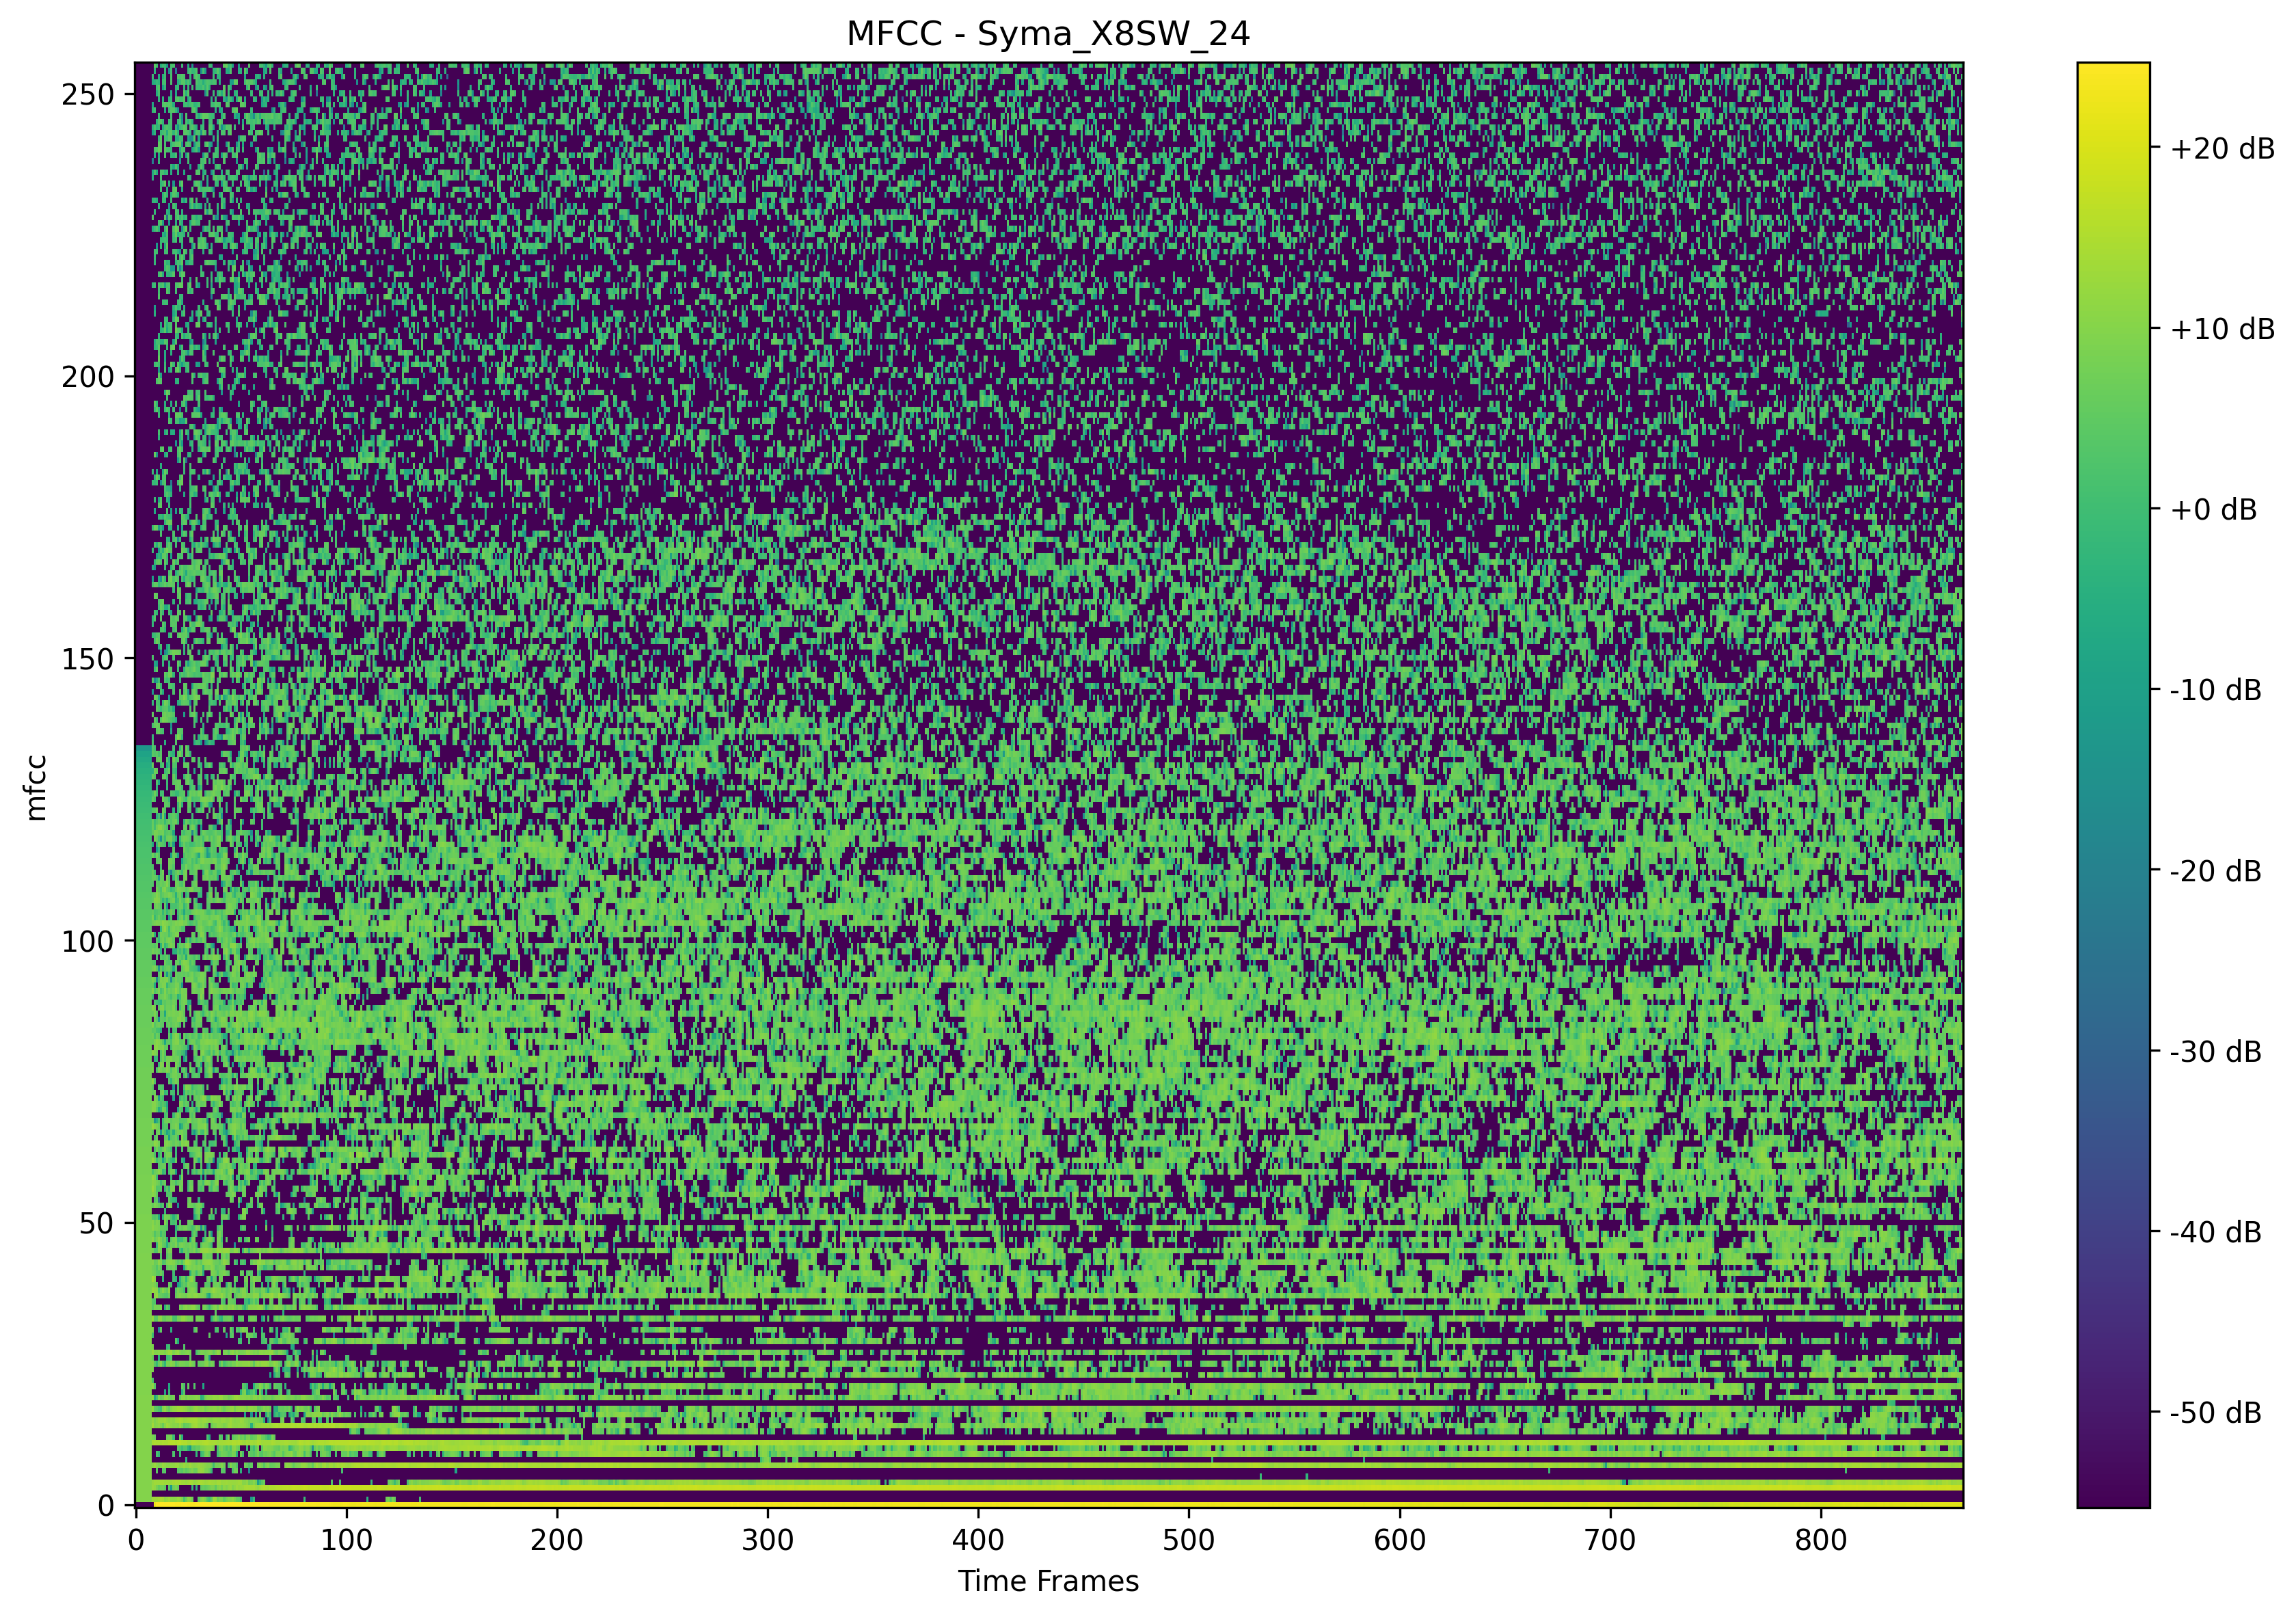 MFCC - Syma_X8SW_24
250
200
150
100
50
0
mfcc
0 100 200 300 400 500 600 700 800
Time Frames
+20 dB
+10 dB
+0 dB
-10 dB
-20 dB
-30 dB
-40 dB
-50 dB